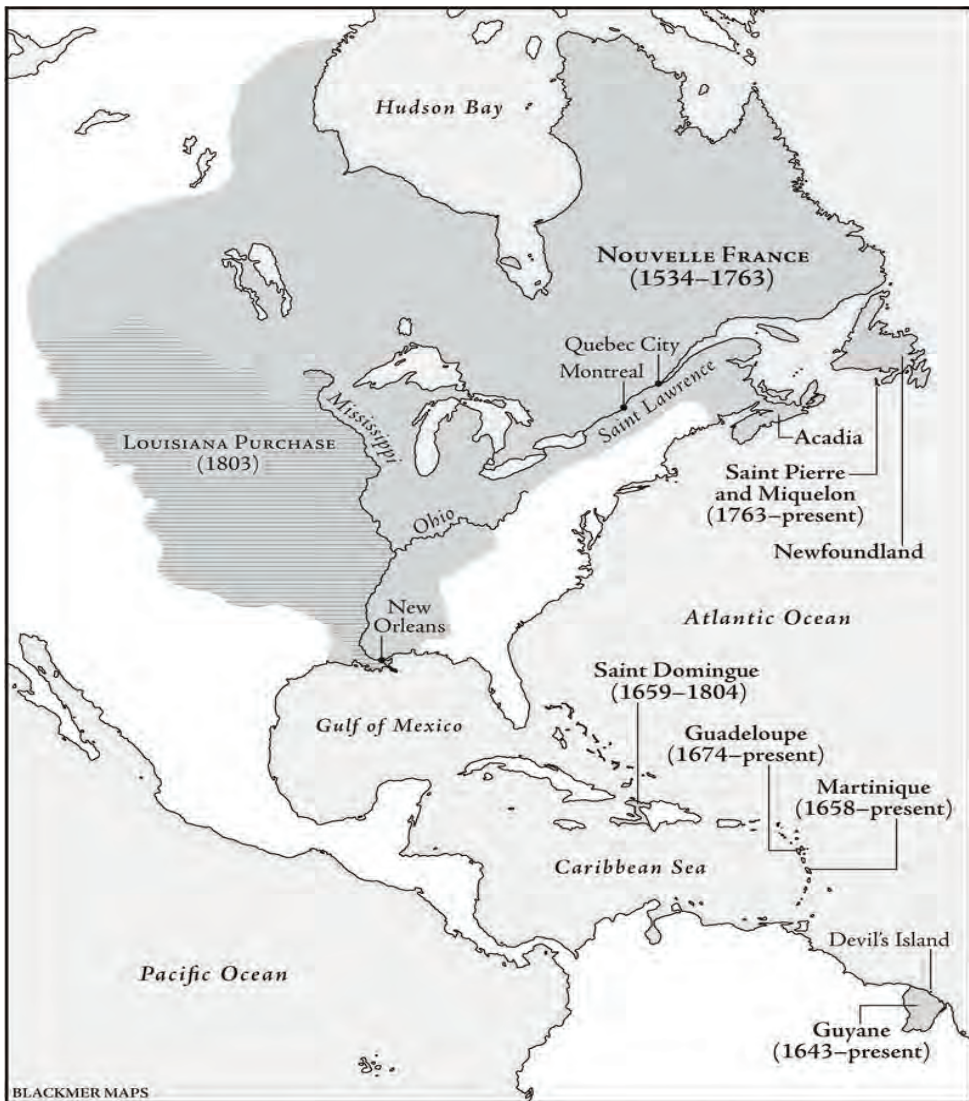 Hudson Bay
NOUVELLE FRANCE
(1534–1763)
Quebec City
Montreal
Saint Lawrence
Mississippi
LOUISIANA PURCHASE
(1803)
Acadia
Saint Pierre
and Miquelon
(1763–present)
Ohio
Newfoundland
New
Orleans
Atlantic Ocean
Saint Domingue
(1659–1804)
Gulf of Mexico
Guadeloupe
(1674–present)
Martinique
(1658–present)
Caribbean Sea
Devil's Island
Pacific Ocean
Guyane
(1643–present)
BLACKMER MAPS